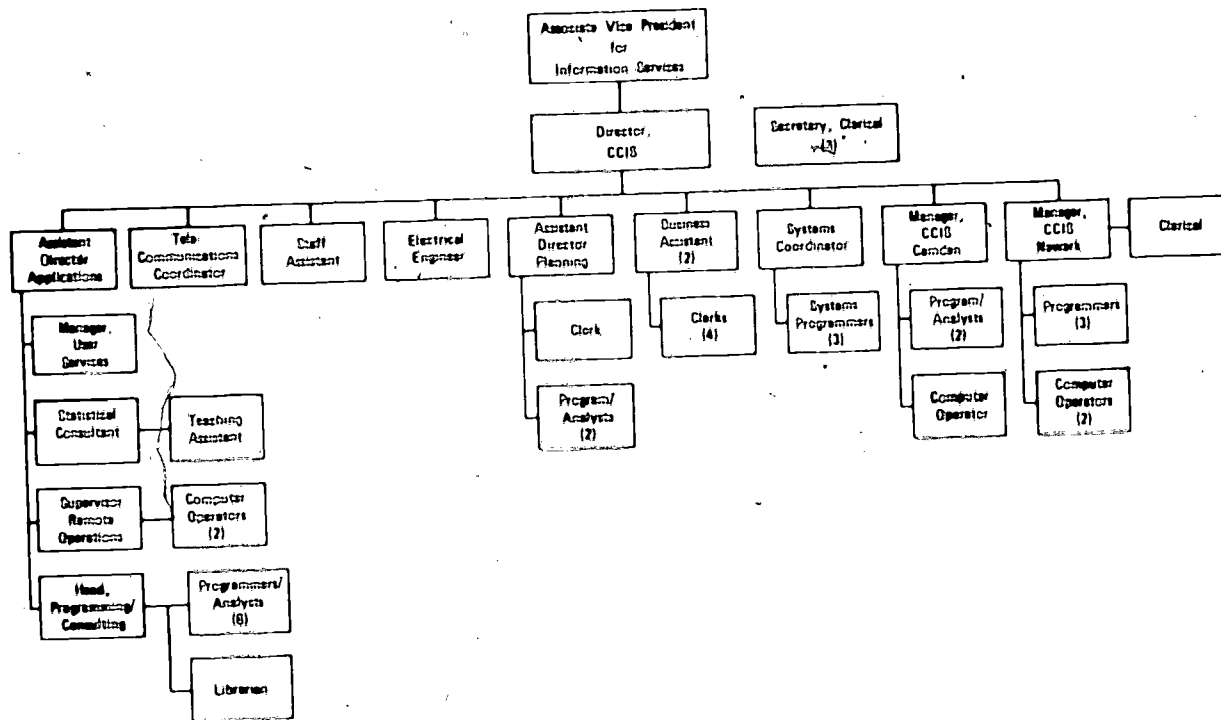 Associate Vice President
for
Information Services
Director,
CCIS
Secretary, Clerical
Assistant
Director
Applications
Tele-
Communications
Coordinator
Staff
Assistant
Electrical
Engineer
Assistant
Director
Planning
Business
Assistant
(2)
Systems
Coordinator
Manager,
CCIS
Camden
Manager,
CCIS
Newark
Clerical
Manager,
User
Services
Clerk
Clerks
(4)
Systems
Programmers
(3)
Program/
Analysts
(2)
Programmers
(3)
Statistical
Consultant
Teaching
Assistant
Program/
Analysts
(2)
Computer
Operator
Computer
Operators
(2)
Supervisor
Remote
Operations
Computer
Operators
(2)
Head,
Programming/
Consulting
Programmers/
Analysts
Librarian